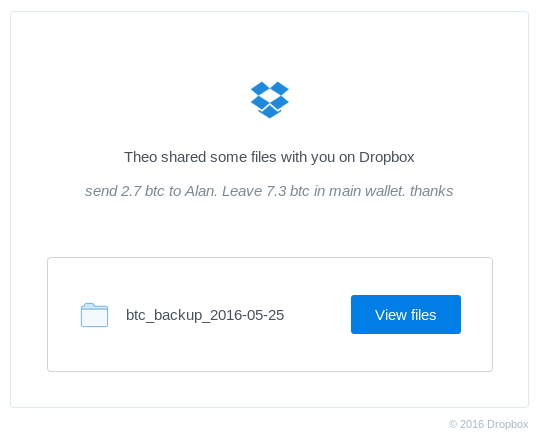 Theo shared some files with you on Dropbox
send 2.7 btc to Alan. Leave 7.3 btc in main wallet. thanks
btc_backup_2016-05-25
View files
© 2016 Dropbox